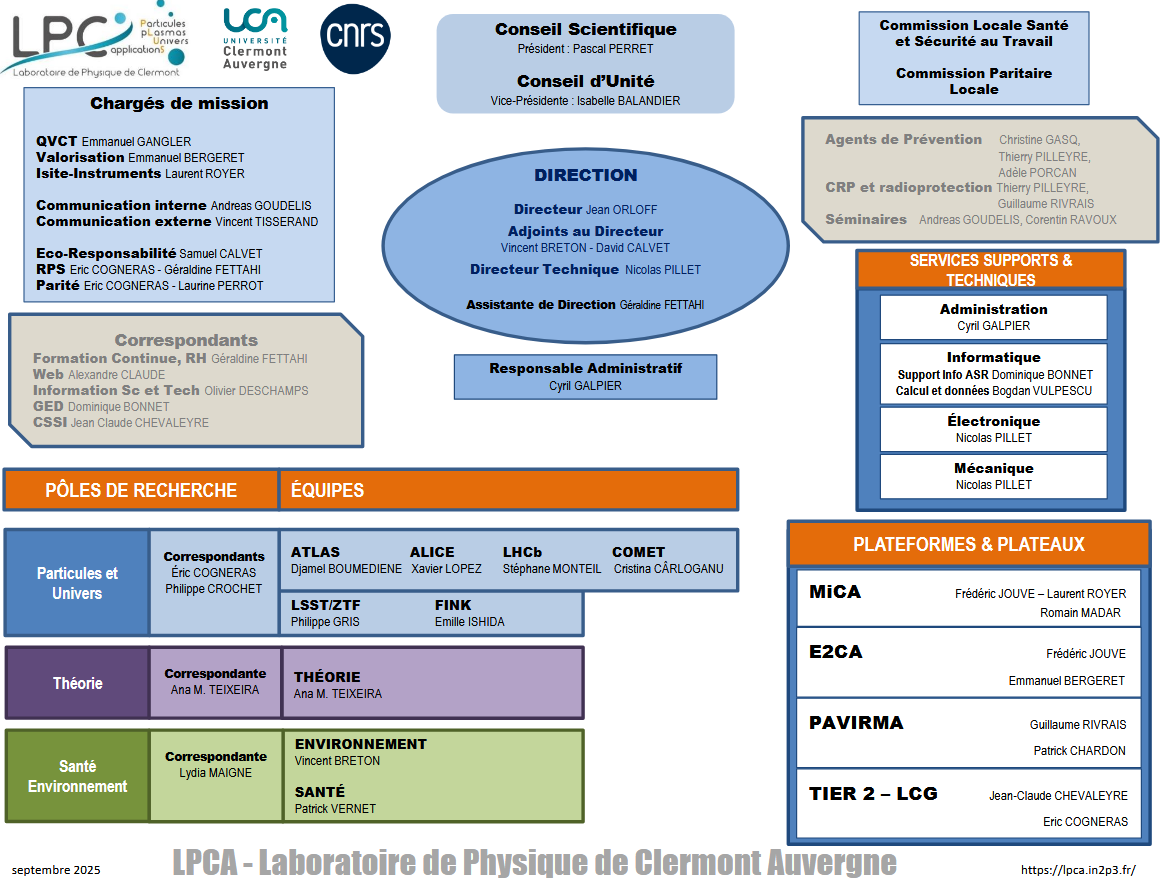 LPC
Particules
pLasmas
Univers
applicationS
Laboratoire de Physique de Clermont
UCA
UNIVERSITÉ
Clermont
Auvergne
cnrs
Conseil Scientifique
Président : Pascal PERRET
Conseil d'Unité
Vice-Présidente : Isabelle BALANDIER
Commission Locale Santé
et Sécurité au Travail
Commission Paritaire
Locale
Chargés de mission
QVCT Emmanuel GANGLER
Valorisation Emmanuel BERGERET
Isite-Instruments Laurent ROYER
Communication interne Andreas GOUDELIS
Communication externe Vincent TISSERAND
Eco-Responsabilité Samuel CALVET
RPS Eric COGNERAS - Géraldine FETTAHI
Parité Eric COGNERAS - Laurine PERROT
DIRECTION
Directeur Jean ORLOFF
Adjoints au Directeur
Vincent BRETON - David CALVET
Directeur Technique Nicolas PILLET
Assistante de Direction Géraldine FETTAHI
Responsable Administratif
Cyril GALPIER
Agents de Prévention Christine GASQ,
Thierry PILLEYRE,
Adèle PORCAN
CRP et radioprotection Thierry PILLEYRE,
Guillaume RIVRAIS
Séminaires Andreas GOUDELIS, Corentin RAVOUX
Correspondants
Formation Continue, RH Géraldine FETTAHI
Web Alexandre CLAUDE
Information Sc et Tech Olivier DESCHAMPS
GED Dominique BONNET
CSSI Jean Claude CHEVALEYRE
SERVICES SUPPORTS &
TECHNIQUES
Administration
Cyril GALPIER
Informatique
Support Info ASR Dominique BONNET
Calcul et données Bogdan VULPESCU
Électronique
Nicolas PILLET
Mécanique
Nicolas PILLET
PÔLES DE RECHERCHE ÉQUIPES
Particules et
Univers
Correspondants
Éric COGNERAS
Philippe CROCHET
ATLAS ALICE LHCb COMET
Djamel BOUMEDIENE Xavier LOPEZ Stéphane MONTEIL Cristina CÂRLOGANU
LSST/ZTF FINK
Philippe GRIS Emille ISHIDA
Théorie
Correspondante
Ana M. TEIXEIRA
THÉORIE
Ana M. TEIXEIRA
Santé
Environnement
Correspondante
Lydia MAIGNE
ENVIRONNEMENT
Vincent BRETON
SANTÉ
Patrick VERNET
PLATEFORMES & PLATEAUX
MiCA Frédéric JOUVE – Laurent ROYER
Romain MADAR
E2CA Frédéric JOUVE
Emmanuel BERGERET
PAVIRMA Guillaume RIVRAIS
Patrick CHARDON
TIER 2 – LCG Jean-Claude CHEVALEYRE
Eric COGNERAS
septembre 2025
LPCA - Laboratoire de Physique de Clermont Auvergne
https://lpca.in2p3.fr/